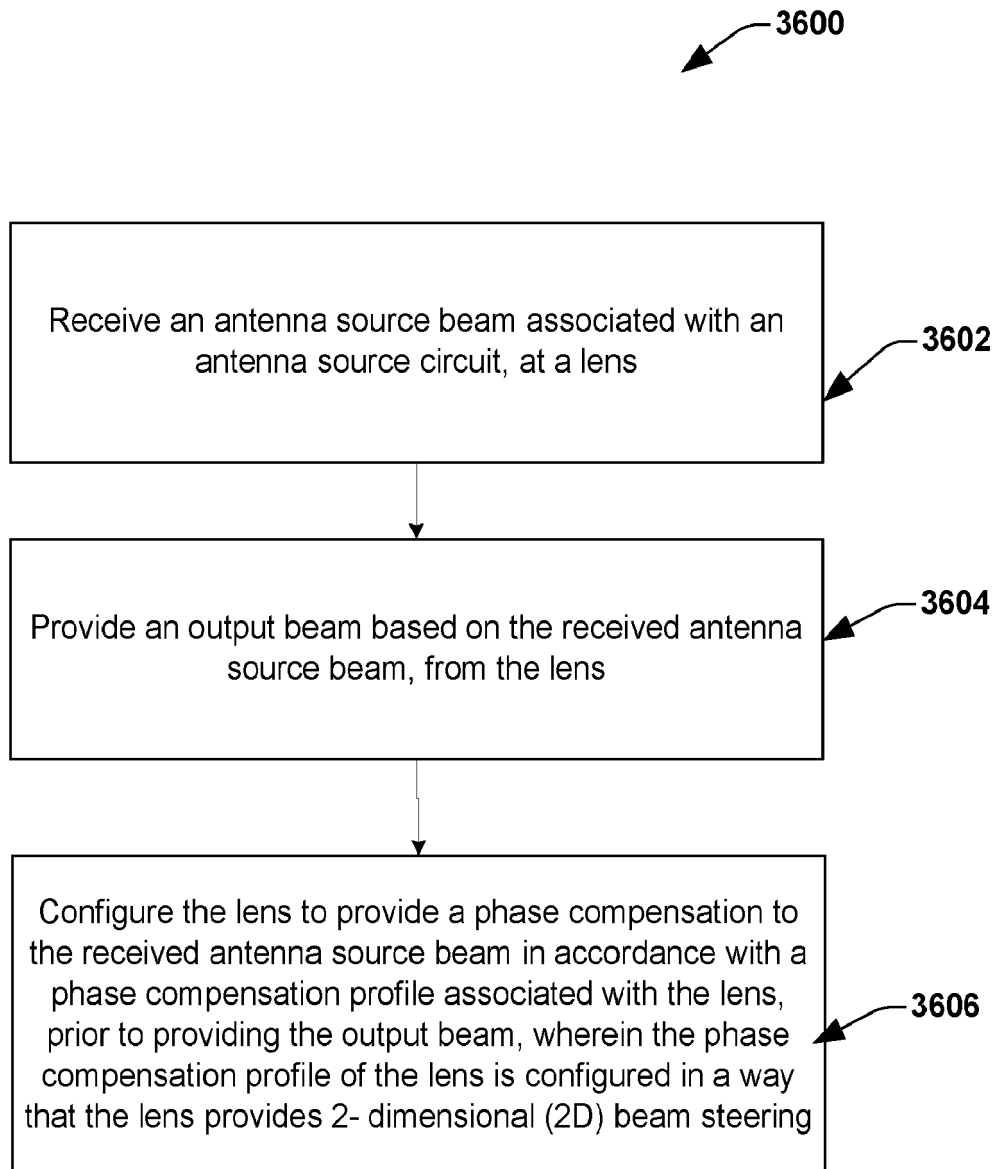 3600
Receive an antenna source beam associated with an
antenna source circuit, at a lens
3602
Provide an output beam based on the received antenna
source beam, from the lens
3604
Configure the lens to provide a phase compensation to
the received antenna source beam in accordance with a
phase compensation profile associated with the lens,
prior to providing the output beam, wherein the phase
compensation profile of the lens is configured in a way
that the lens provides 2- dimensional (2D) beam steering
3606